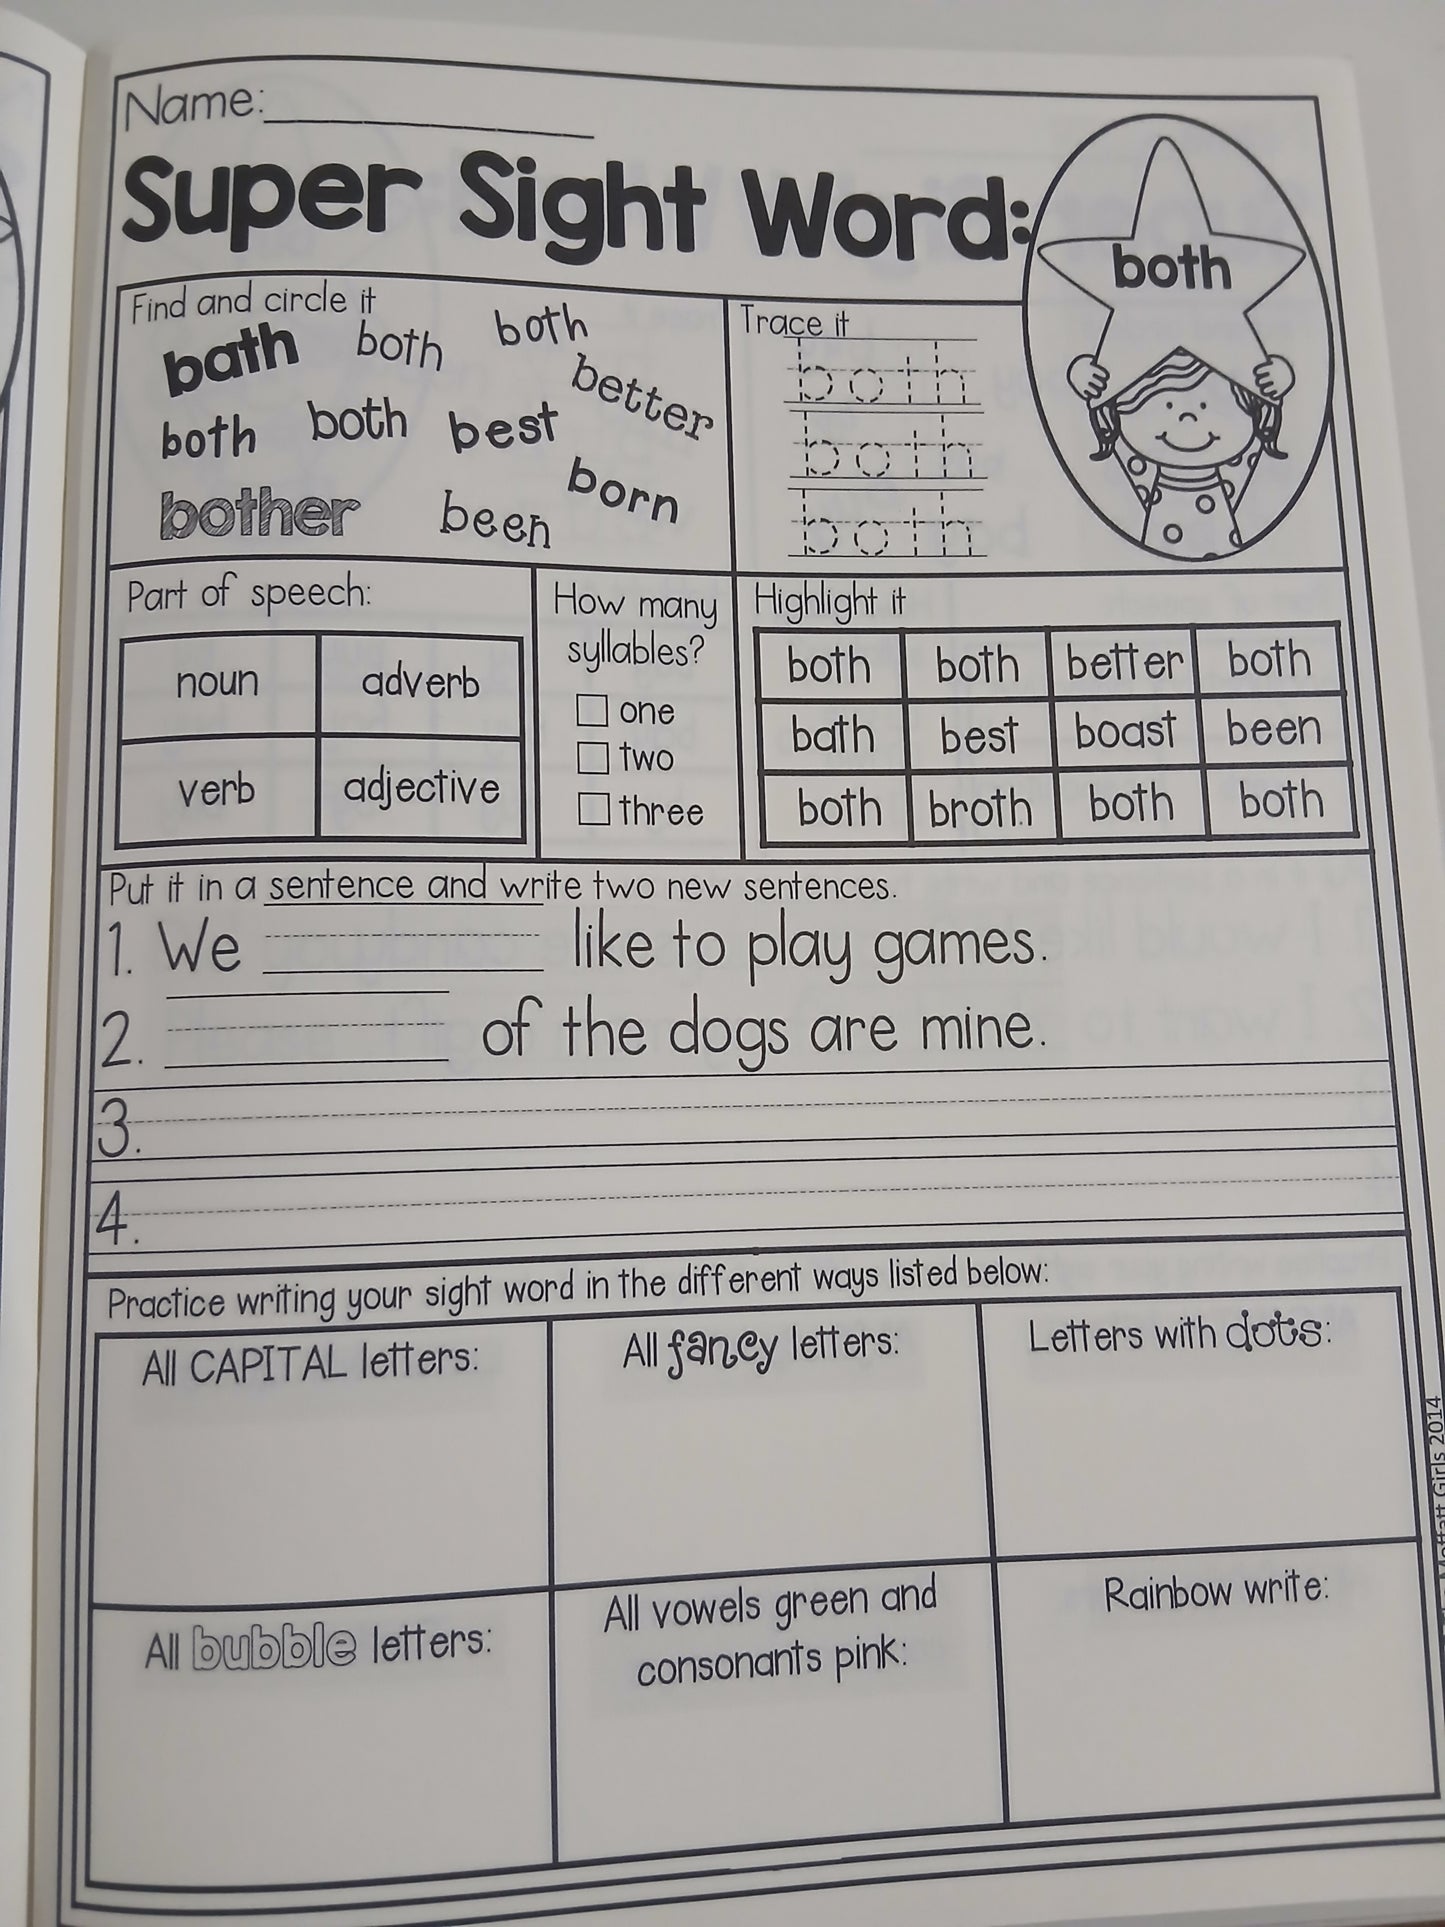 Name:
Super Sight Word:
both
Find and circle it
bath both both
better
both both best
born
bother been
Trace it
both
both
both
Part of speech:
noun adverb
verb adjective
How many
syllables?
one
two
three
Highlight it
both both better both
bath best boast been
both broth both both
Put it in a sentence and write two new sentences.
1. We like to play games.
2. of the dogs are mine.
3.
4.
Practice writing your sight word in the different ways listed below:
All CAPITAL letters:
All fancy letters:
Letters with dots:
All bubble letters:
All vowels green and
consonants pink:
Rainbow write:
Girls 2014